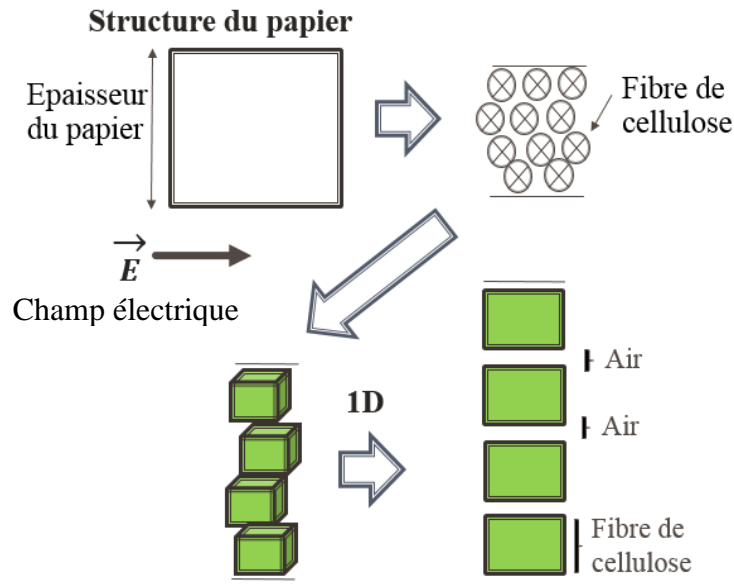 Structure du papier
Epaisseur
du papier
Fibre de
cellulose
E
Champ électrique
1D
Air
Air
Fibre de
cellulose